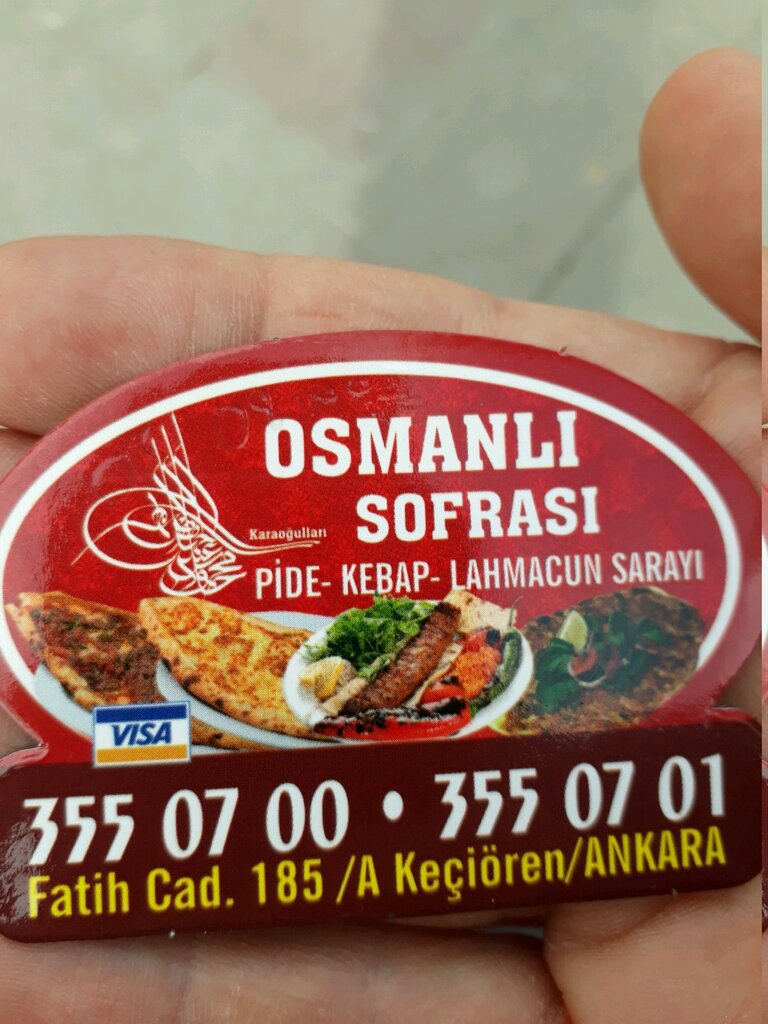 OSMANLI
SOFRASI
Karaoğulları
PİDE- KEBAP- LAHMACUN SARAYI
VISA
355 07 00 • 355 07 01
Fatih Cad. 185 /A Keçiören/ANKARA